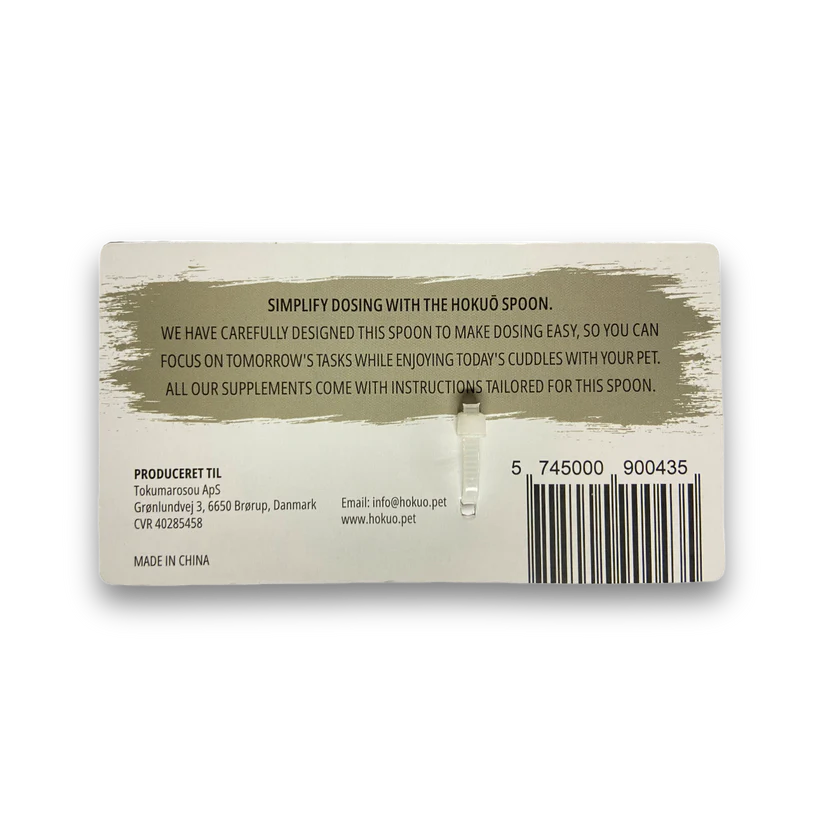 SIMPLIFY DOSING WITH THE HOKUŌ SPOON.
WE HAVE CAREFULLY DESIGNED THIS SPOON TO MAKE DOSING EASY, SO YOU CAN
FOCUS ON TOMORROW'S TASKS WHILE ENJOYING TODAY'S CUDDLES WITH YOUR PET.
ALL OUR SUPPLEMENTS COME WITH INSTRUCTIONS TAILORED FOR THIS SPOON.
PRODUCERET TIL
Tokumarosou ApS
Grønlundvej 3, 6650 Brørup, Danmark
CVR 40285458
MADE IN CHINA
Email: info@hokuo.pet
www.hokuo.pet
5 745000 900435